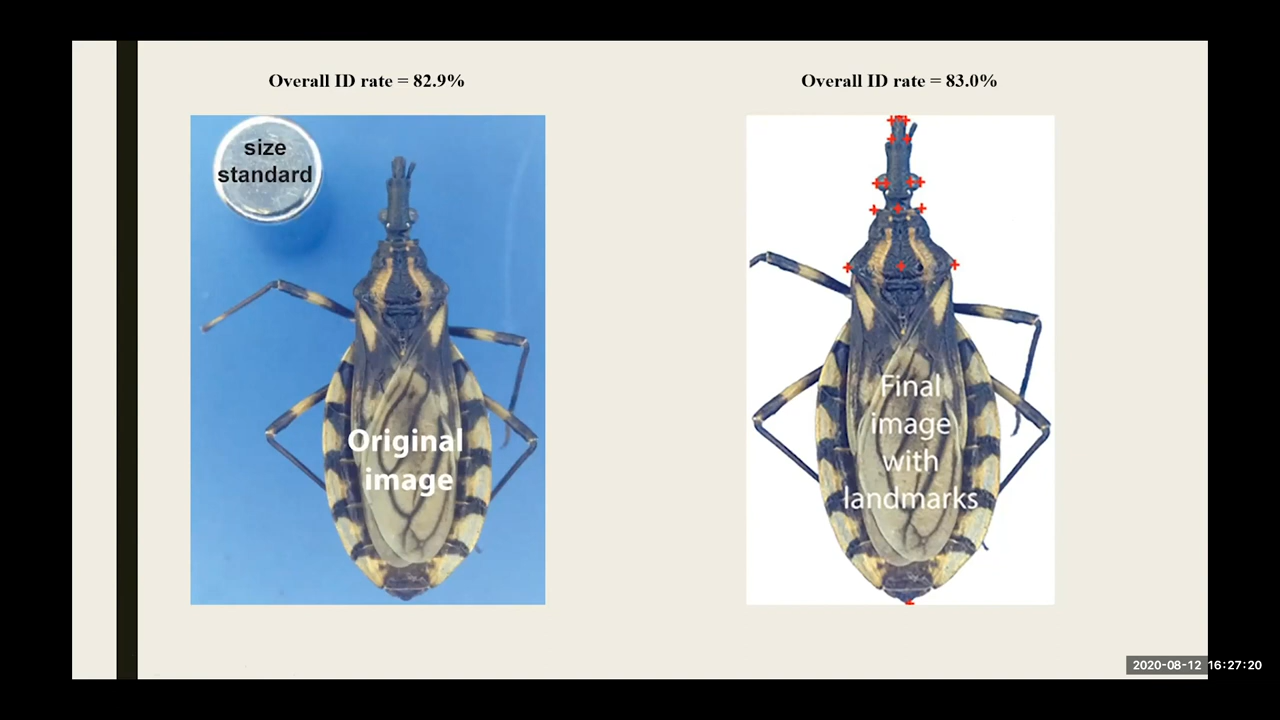 Overall ID rate = 82.9%
Overall ID rate = 83.0%
size
standard
Original
image
Final
image
with
landmarks
2020-08-12 16:27:20